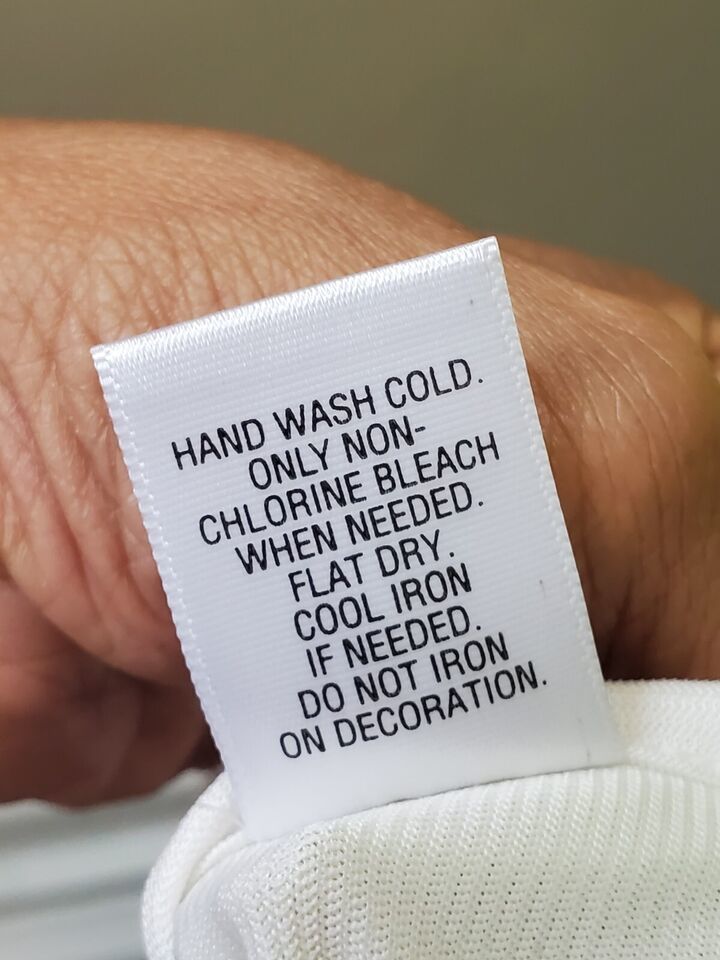 HAND WASH COLD.
ONLY NON-
CHLORINE BLEACH
WHEN NEEDED.
FLAT DRY.
COOL IRON
IF NEEDED.
DO NOT IRON
ON DECORATION.